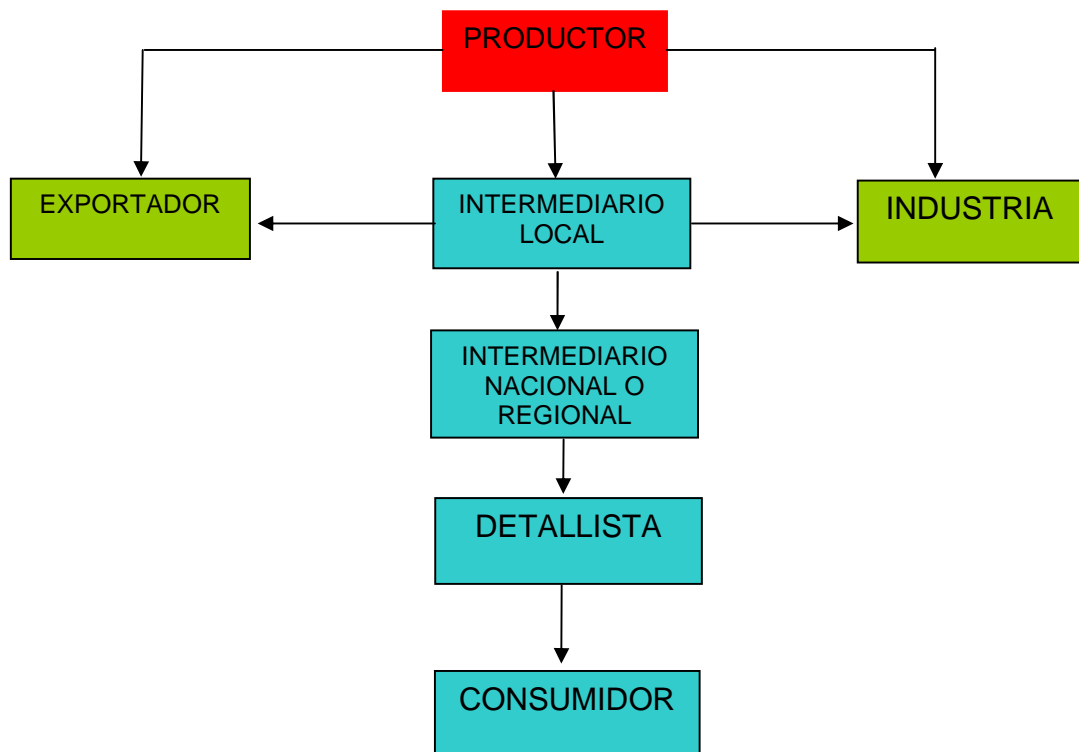 PRODUCTOR
EXPORTADOR
INTERMEDIARIO
LOCAL
INDUSTRIA
INTERMEDIARIO
NACIONAL O
REGIONAL
DETALLISTA
CONSUMIDOR